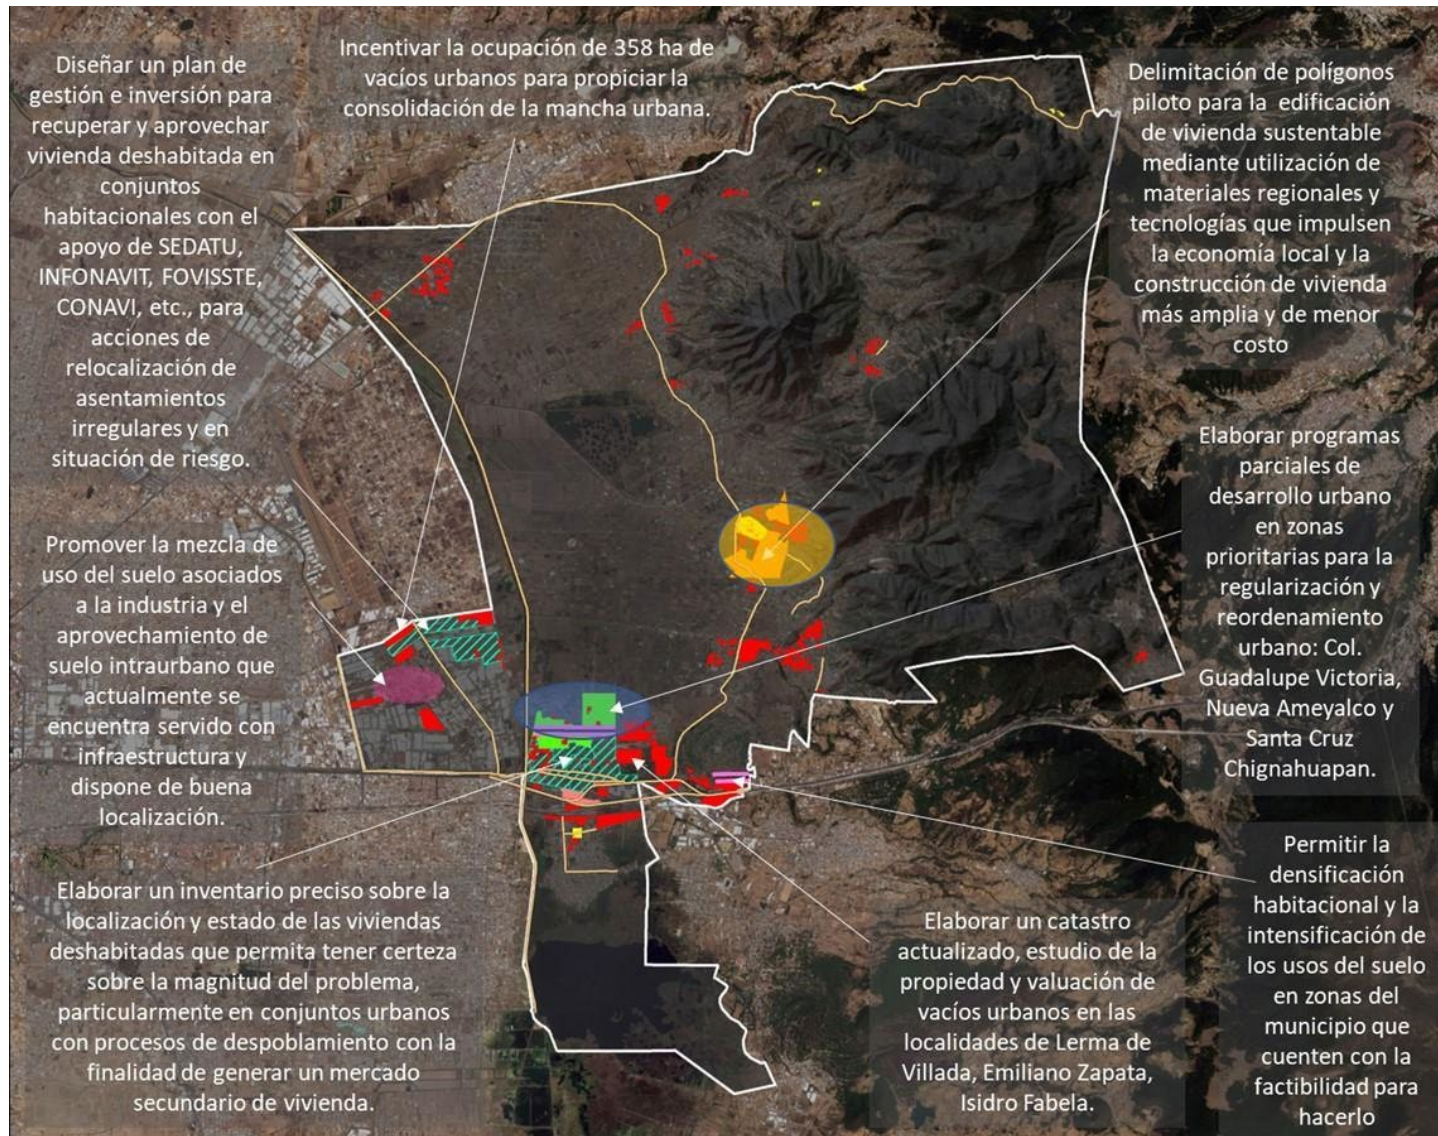 Diseñar un plan de
gestión e inversión para
recuperar y aprovechar
vivienda deshabitada en
conjuntos
habitacionales con el
apoyo de SEDATU,
INFONAVIT, FOVISSTE,
CONAVI, etc., para
acciones de
relocalización de
asentamientos
irregulares y en
situación de riesgo.
Incentivar la ocupación de 358 ha de
vacíos urbanos para propiciar la
consolidación de la mancha urbana.
Delimitación de polígonos
piloto para la edificación
de vivienda sustentable
mediante utilización de
materiales regionales y
tecnologías que impulsen
la economía local y la
construcción de vivienda
más amplia y de menor
costo
Elaborar programas
parciales de
desarrollo urbano
en zonas
prioritarias para la
regularización y
reordenamiento
urbano: Col.
Guadalupe Victoria,
Nueva Ameyalco y
Santa Cruz
Chignahuapan.
Promover la mezcla de
uso del suelo asociados
a la industria y el
aprovechamiento de
suelo intraurbano que
actualmente se
encuentra servido con
infraestructura y
dispone de buena
localización.
Elaborar un inventario preciso sobre la
localización y estado de las viviendas
deshabitadas que permita tener certeza
sobre la magnitud del problema,
particularmente en conjuntos urbanos
con procesos de despoblamiento con la
finalidad de generar un mercado
secundario de vivienda.
Elaborar un catastro
actualizado, estudio de la
propiedad y valuación de
vacíos urbanos en las
localidades de Lerma de
Villada, Emiliano Zapata,
Isidro Fabela.
Permitir la
densificación
habitacional y la
intensificación de
los usos del suelo
en zonas del
municipio que
cuenten con la
factibilidad para
hacerlo